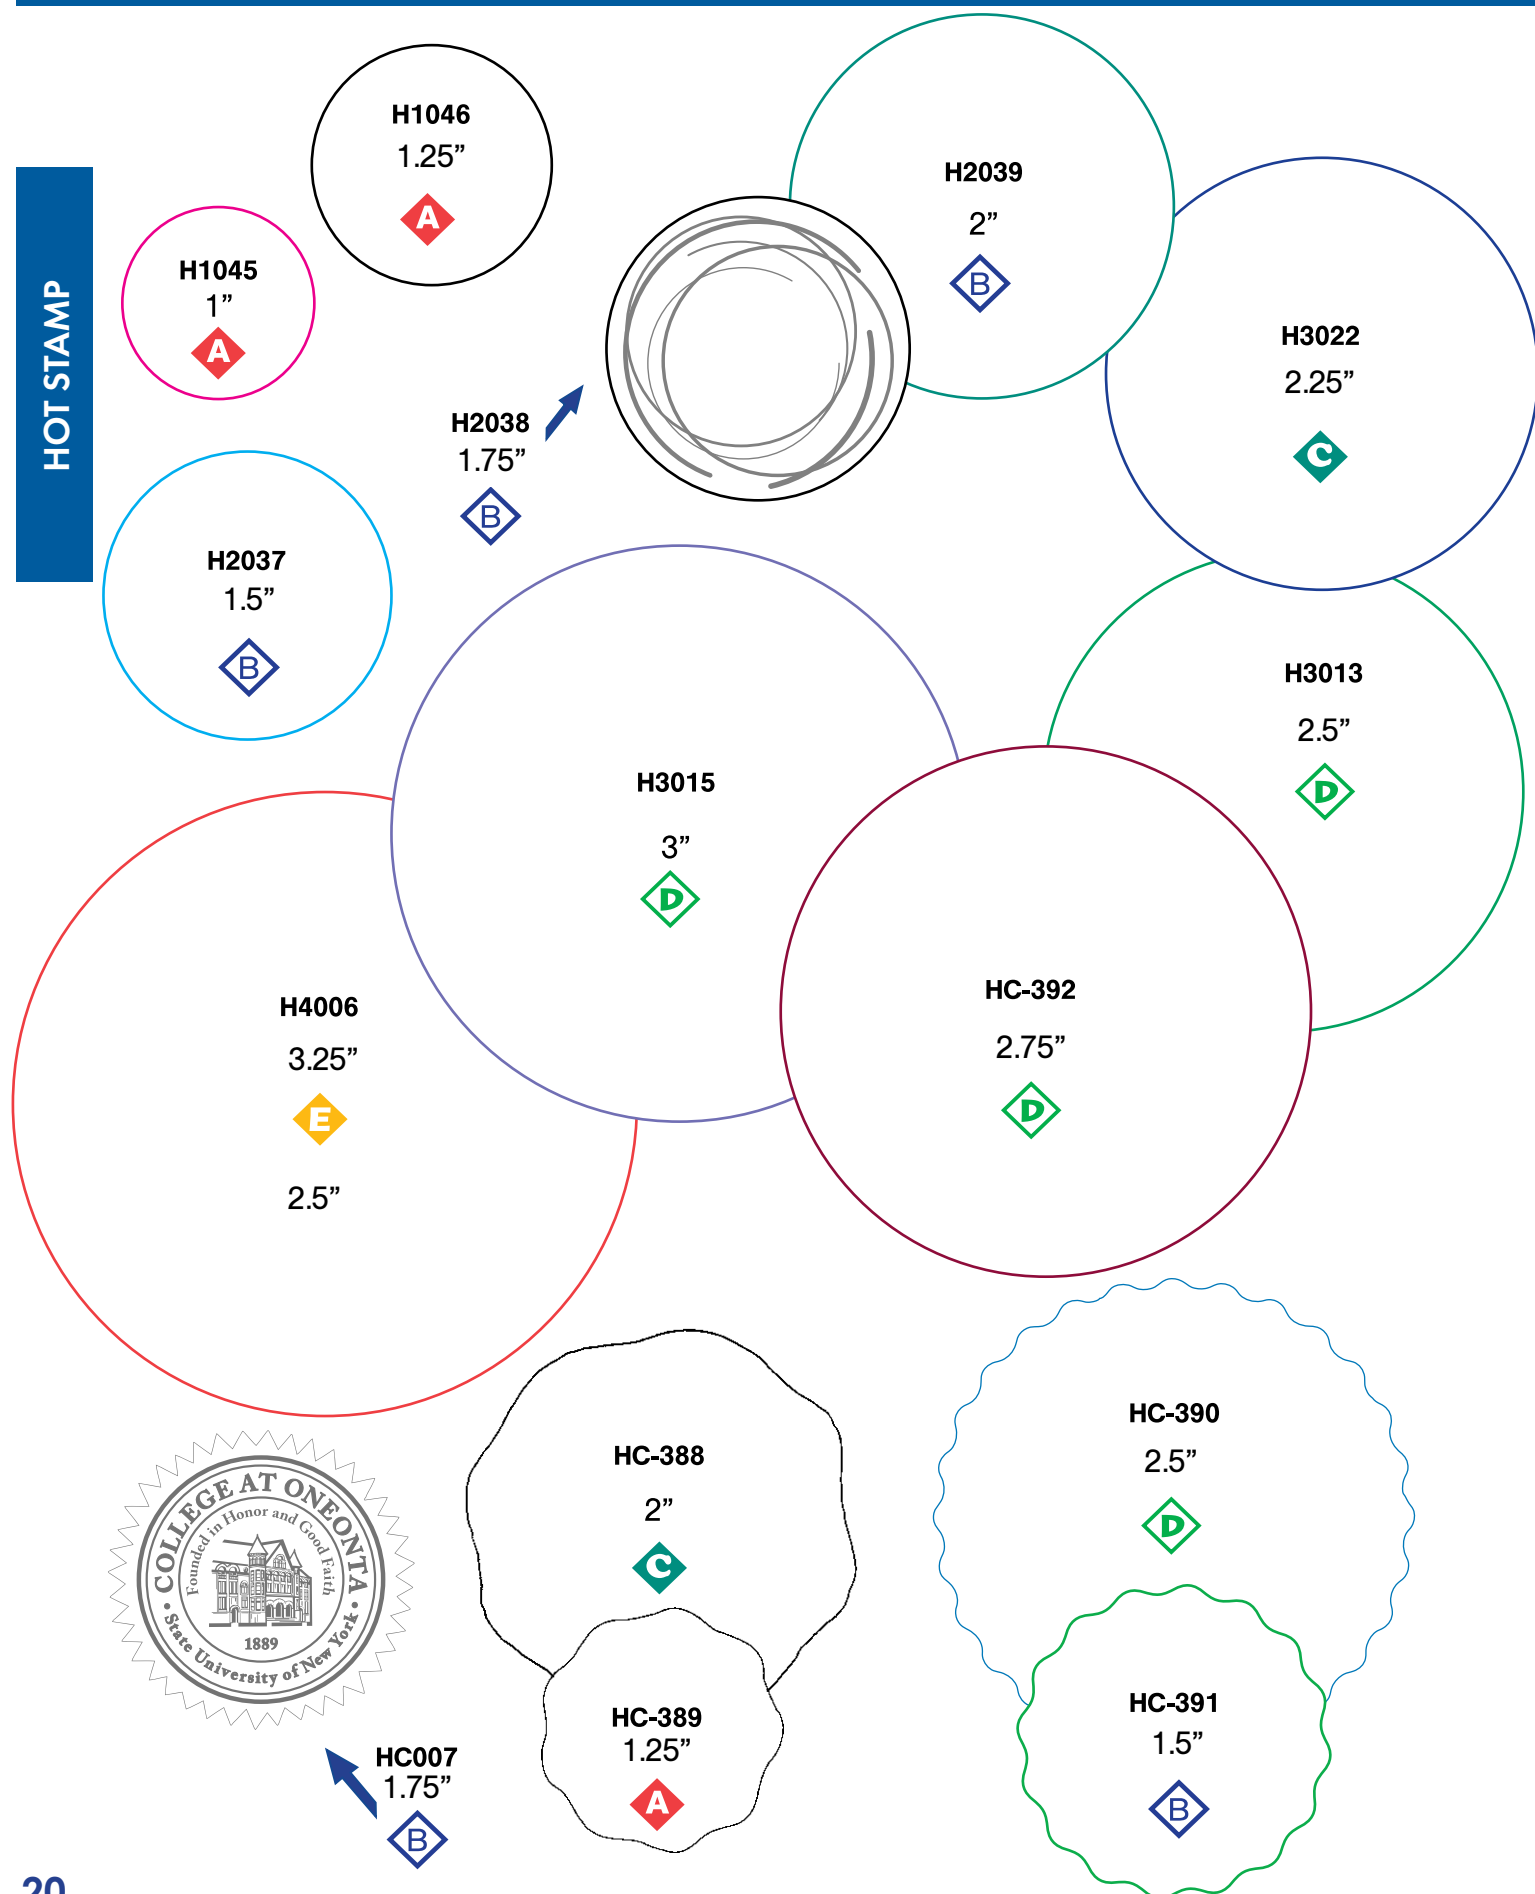 HOT STAMP
H1046
1.25”
A
H1045
1”
A
H2039
2”
B
H3022
2.25”
C
H2038
1.75”
B
H2037
1.5”
B
H3013
2.5”
D
H3015
3”
D
HC-392
2.75”
D
H4006
3.25”
E
2.5”
COLLEGE AT ONEONTA
Founded in Honor and Good Faith
1889
• State University of New York •
HC007
1.75”
B
HC-388
2”
C
HC-389
1.25”
A
HC-390
2.5”
D
HC-391
1.5”
B
20